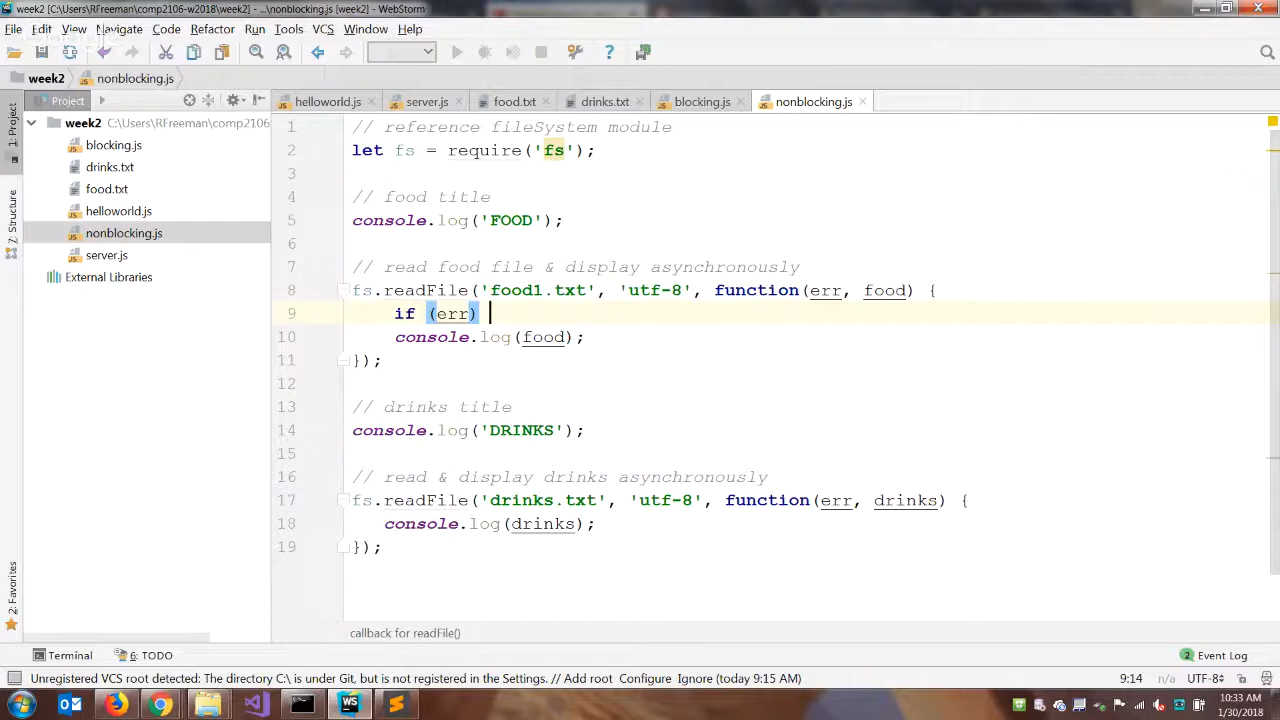 week2 [C:\Users\RFreeman\comp2106-w2018\week2] - ...\nonblocking.js - WebStorm
File Edit View Navigate Code Refactor Run Tools VCS Window Help
week2 nonblocking.js
Project helloworld.js server.js food.txt drinks.txt blocking.js nonblocking.js
1: Project
Z: Structure
2: Favorites
week2 C:\Users\RFreeman\comp2106
blocking.js
drinks.txt
food.txt
helloworld.js
nonblocking.js
server.js
External Libraries
1 // reference fileSystem module
2 let fs = require('fs');
3
4 // food title
5 console.log('FOOD');
6
7 // read food file & display asynchronously
8 fs.readFile('food1.txt', 'utf-8', function(err, food) {
9 if (err)
10 console.log(food);
11 });
12
13 // drinks title
14 console.log('DRINKS');
15
16 // read & display drinks asynchronously
17 fs.readFile('drinks.txt', 'utf-8', function(err, drinks) {
18 console.log(drinks);
19 });
callback for readFile()
Terminal 6: TODO 2 Event Log
Unregistered VCS root detected: The directory C:\ is under Git, but is not registered in the Settings. // Add root Configure Ignore (today 9:15 AM) 9:14 n/a UTF-8
WS
10:33 AM
1/30/2018